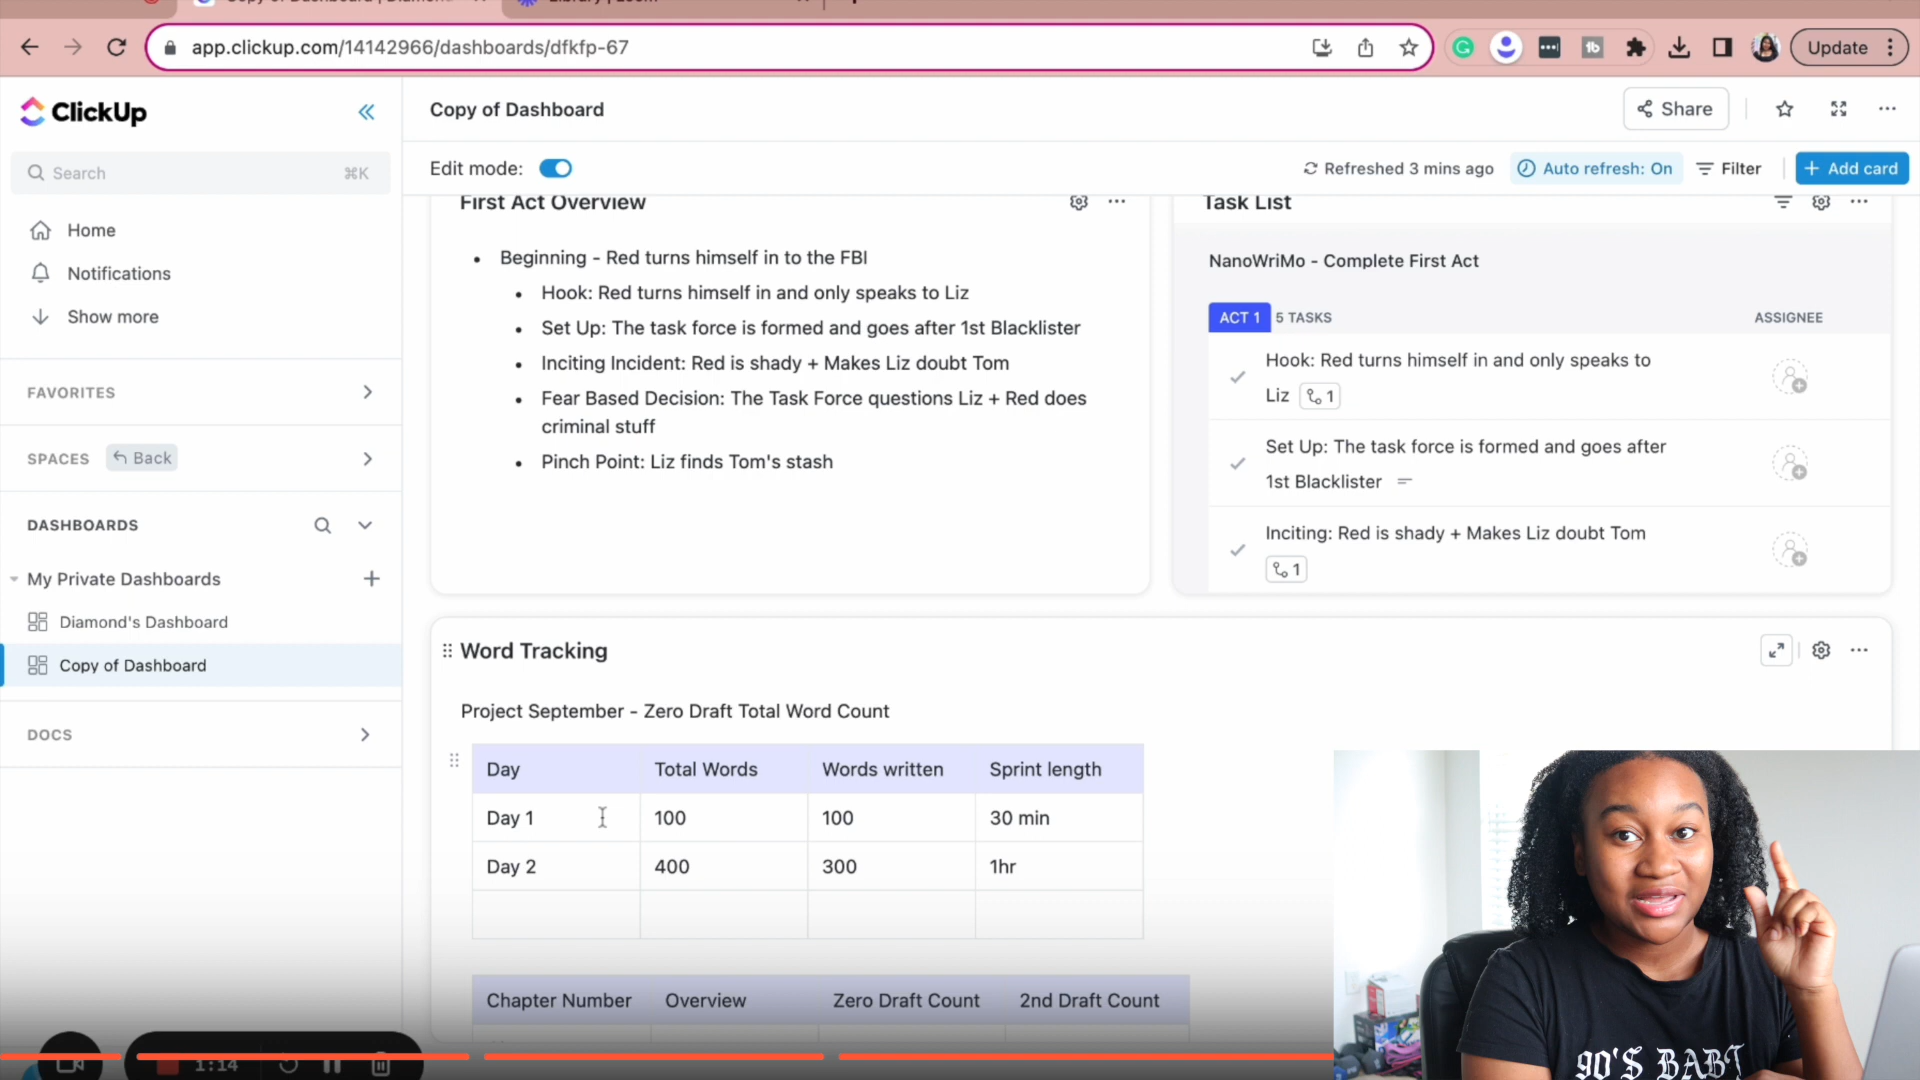 app.clickup.com/14142966/dashboards/dfkfp-67
Update
ClickUp
Copy of Dashboard
Share
Search
⌘K
Edit mode:
Refreshed 3 mins ago
Auto refresh: On
Filter
+ Add card
Home
Notifications
Show more
FAVORITES
SPACES
Back
DASHBOARDS
My Private Dashboards
Diamond's Dashboard
Copy of Dashboard
DOCS
First Act Overview
Beginning - Red turns himself in to the FBI
Hook: Red turns himself in and only speaks to Liz
Set Up: The task force is formed and goes after 1st Blacklister
Inciting Incident: Red is shady + Makes Liz doubt Tom
Fear Based Decision: The Task Force questions Liz + Red does
criminal stuff
Pinch Point: Liz finds Tom's stash
Task List
NanoWriMo - Complete First Act
ACT 1 5 TASKS ASSIGNEE
Hook: Red turns himself in and only speaks to
Liz 1
Set Up: The task force is formed and goes after
1st Blacklister
Inciting: Red is shady + Makes Liz doubt Tom
1
Word Tracking
Project September - Zero Draft Total Word Count
Day Total Words Words written Sprint length
Day 1 100 100 30 min
Day 2 400 300 1hr
Chapter Number Overview Zero Draft Count 2nd Draft Count
1:14
90'S BABY